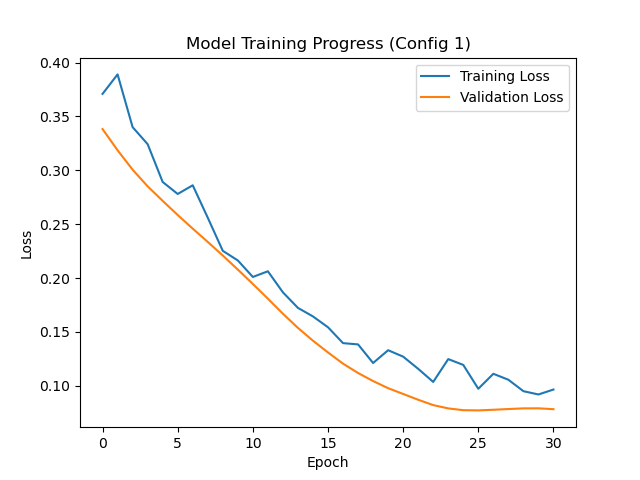 Model Training Progress (Config 1)
Training Loss
Validation Loss
0.40
0.35
0.30
0.25
0.20
0.15
0.10
Loss
0 5 10 15 20 25 30
Epoch